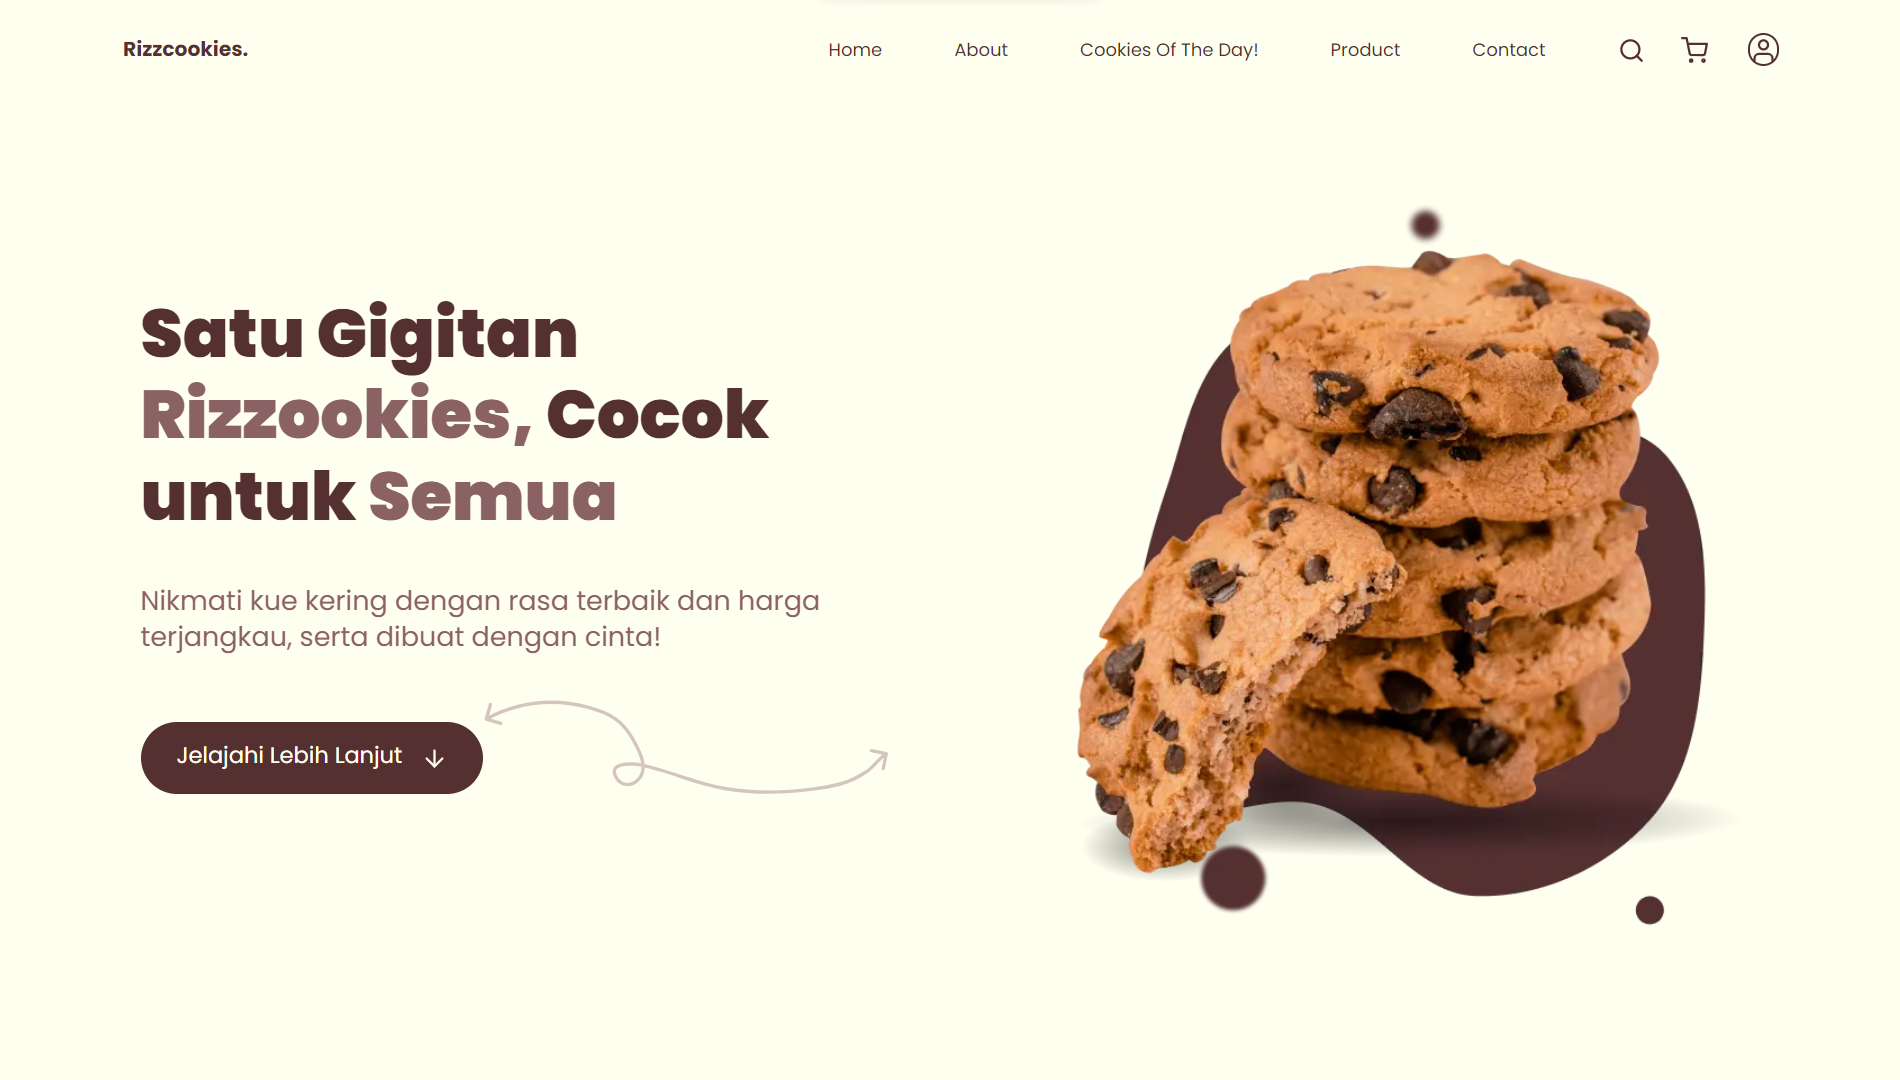 Rizzcookies.
Home
About
Cookies Of The Day!
Product
Contact
Satu Gigitan
Rizzookies, Cocok
untuk Semua
Nikmati kue kering dengan rasa terbaik dan harga
terjangkau, serta dibuat dengan cinta!
Jelajahi Lebih Lanjut